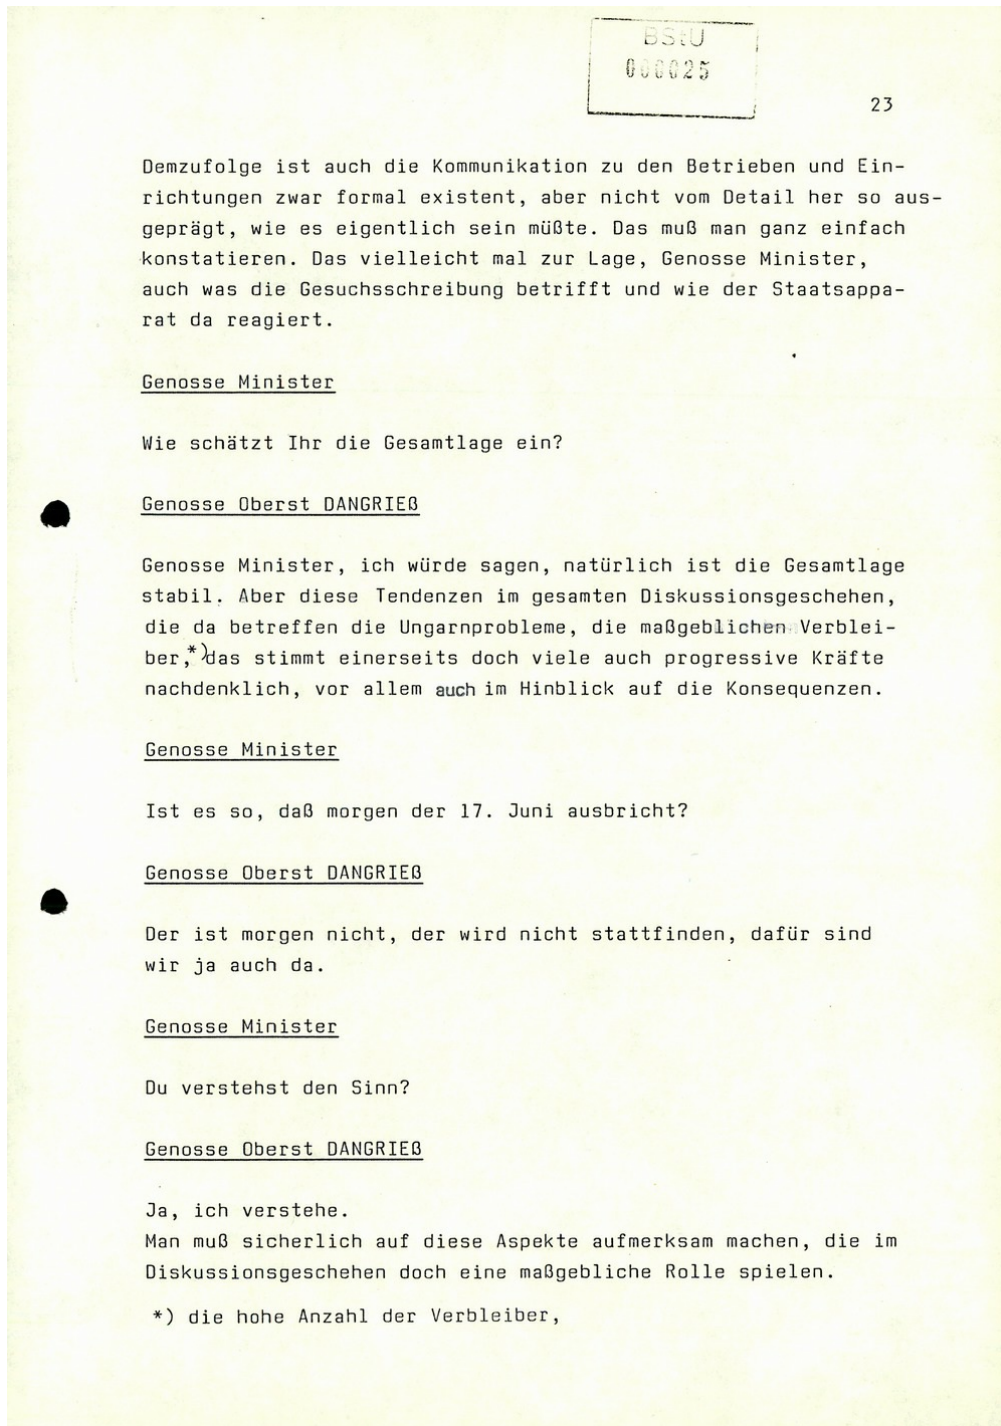 BStU
000025
23
Demzufolge ist auch die Kommunikation zu den Betrieben und Ein-
richtungen zwar formal existent, aber nicht vom Detail her so aus-
geprägt, wie es eigentlich sein müßte. Das muß man ganz einfach
konstatieren. Das vielleicht mal zur Lage, Genosse Minister,
auch was die Gesuchsschreibung betrifft und wie der Staatsappa-
rat da reagiert.
Genosse Minister
Wie schätzt Ihr die Gesamtlage ein?
Genosse Oberst DANGRIEß
Genosse Minister, ich würde sagen, natürlich ist die Gesamtlage
stabil. Aber diese Tendenzen im gesamten Diskussionsgeschehen,
die da betreffen die Ungarnprobleme, die maßgeblichen Verblei-
ber,*) das stimmt einerseits doch viele auch progressive Kräfte
nachdenklich, vor allem auch im Hinblick auf die Konsequenzen.
Genosse Minister
Ist es so, daß morgen der 17. Juni ausbricht?
Genosse Oberst DANGRIEß
Der ist morgen nicht, der wird nicht stattfinden, dafür sind
wir ja auch da.
Genosse Minister
Du verstehst den Sinn?
Genosse Oberst DANGRIEß
Ja, ich verstehe.
Man muß sicherlich auf diese Aspekte aufmerksam machen, die im
Diskussionsgeschehen doch eine maßgebliche Rolle spielen.
*) die hohe Anzahl der Verbleiber,